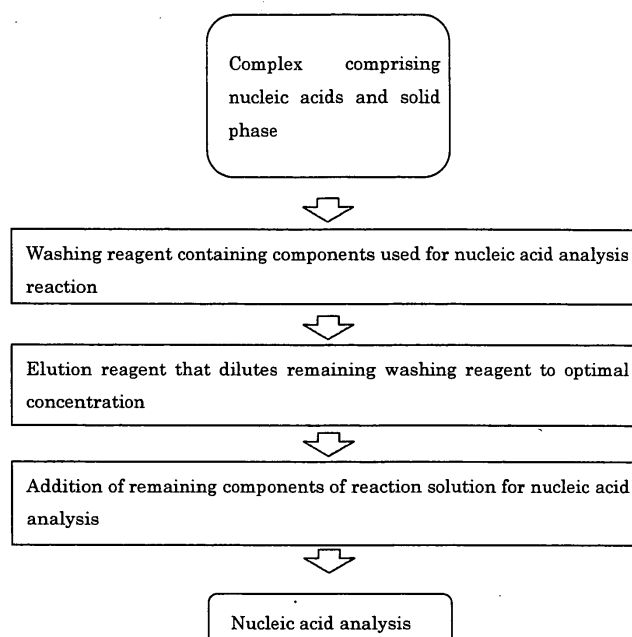 Complex comprising
nucleic acids and solid
phase
Washing reagent containing components used for nucleic acid analysis
reaction
Elution reagent that dilutes remaining washing reagent to optimal
concentration
Addition of remaining components of reaction solution for nucleic acid
analysis
Nucleic acid analysis